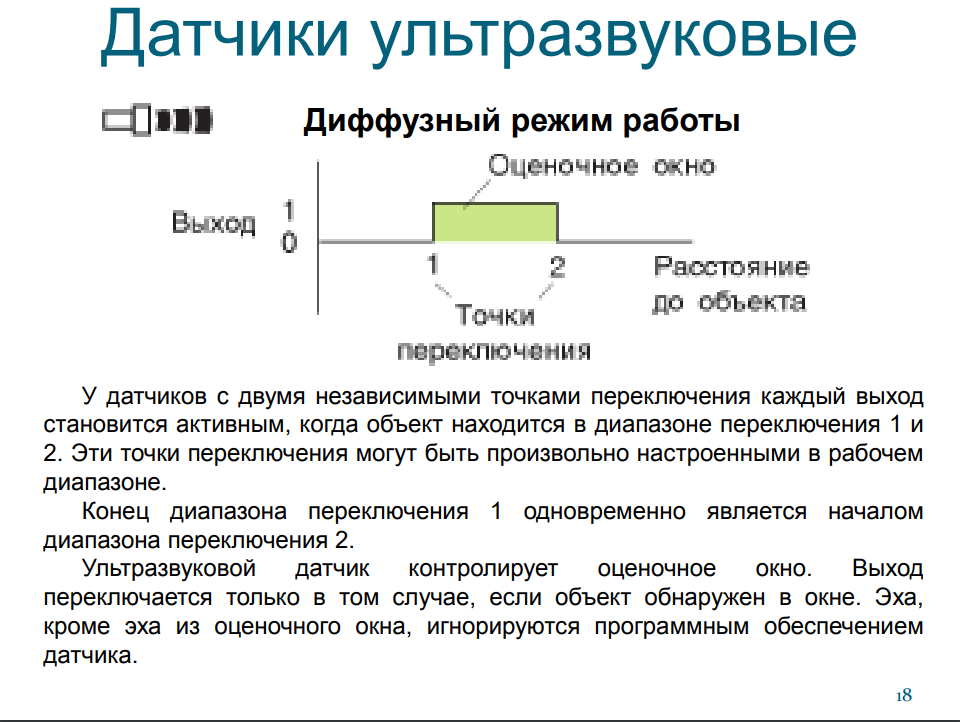 Датчики ультразвуковые
Диффузный режим работы
Оценочное окно
Выход
1
0
1
2
Расстояние
до объекта
Точки
переключения
У датчиков с двумя независимыми точками переключения каждый выход
становится активным, когда объект находится в диапазоне переключения 1 и
2. Эти точки переключения могут быть произвольно настроенными в рабочем
диапазоне.
Конец диапазона переключения 1 одновременно является началом
диапазона переключения 2.
Ультразвуковой датчик контролирует оценочное окно. Выход
переключается только в том случае, если объект обнаружен в окне. Эха,
кроме эха из оценочного окна, игнорируются программным обеспечением
датчика.
18